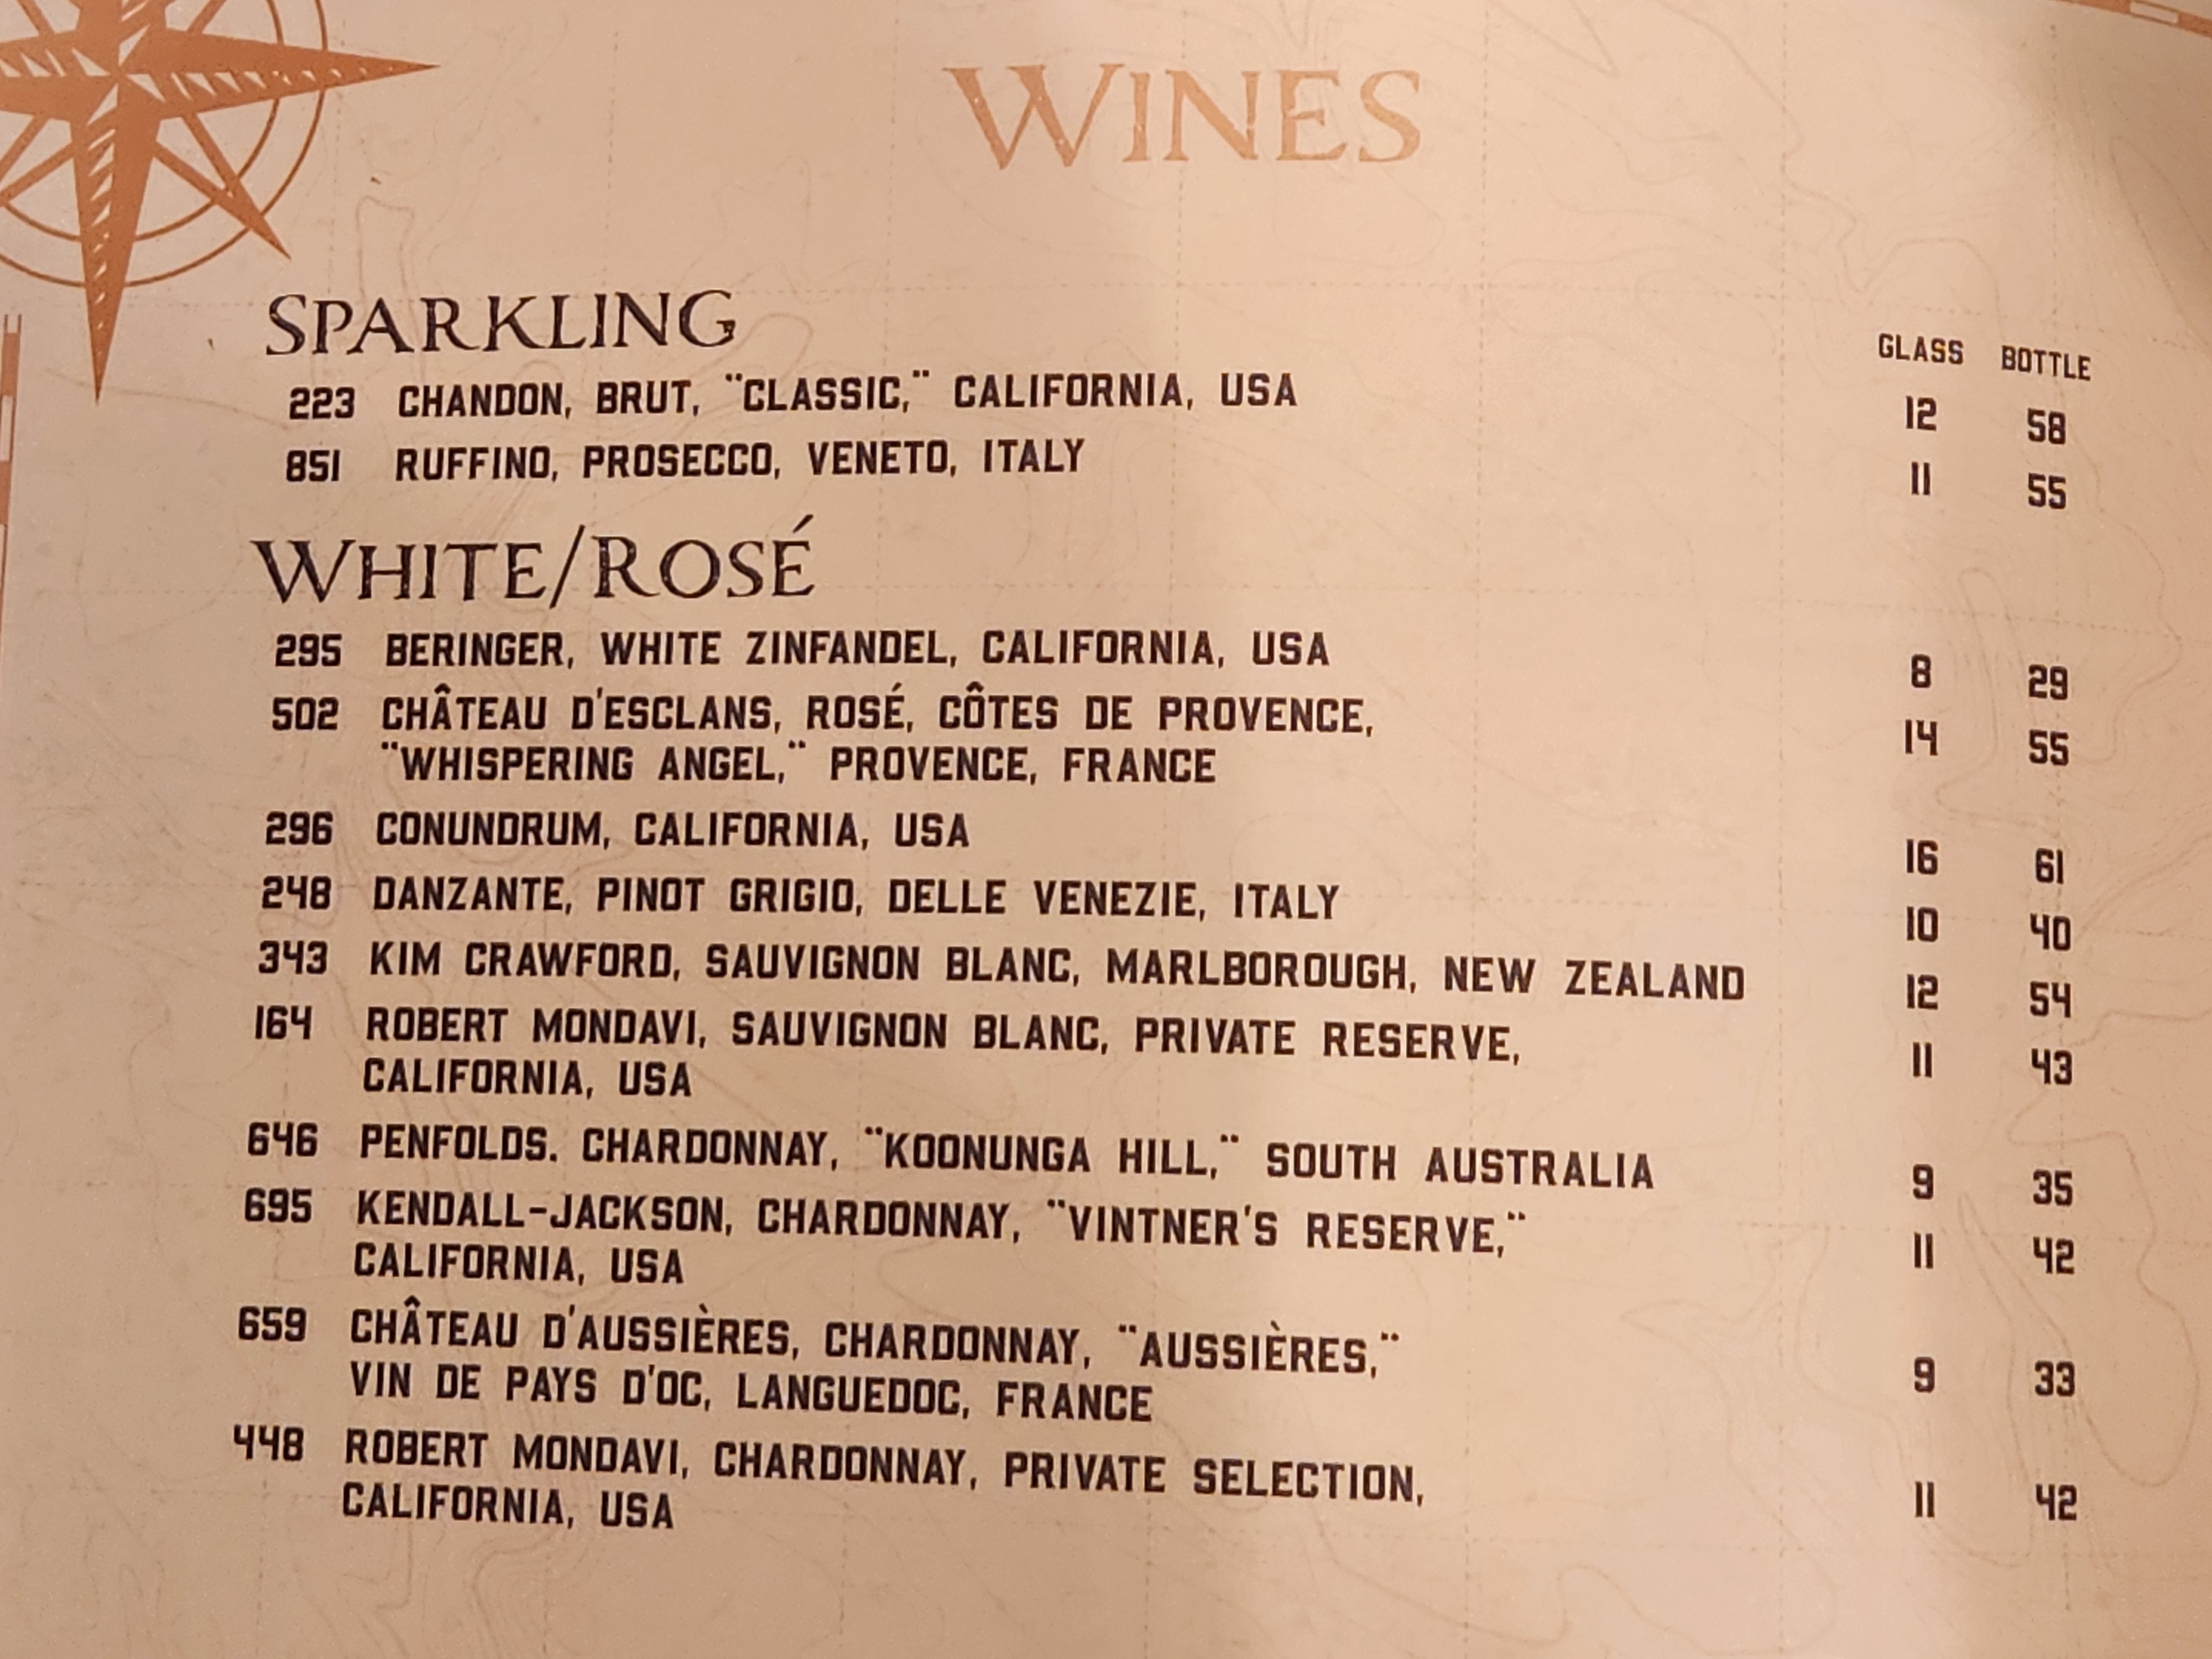 WINES
SPARKLING
GLASS BOTTLE
223 CHANDON, BRUT, "CLASSIC," CALIFORNIA, USA 12 58
851 RUFFINO, PROSECCO, VENETO, ITALY 11 55
WHITE/ROSÉ
295 BERINGER, WHITE ZINFANDEL, CALIFORNIA, USA 8 29
502 CHÂTEAU D'ESCLANS, ROSÉ, CÔTES DE PROVENCE, 14 55
"WHISPERING ANGEL," PROVENCE, FRANCE
296 CONUNDRUM, CALIFORNIA, USA 16 61
248 DANZANTE, PINOT GRIGIO, DELLE VENEZIE, ITALY 10 40
343 KIM CRAWFORD, SAUVIGNON BLANC, MARLBOROUGH, NEW ZEALAND 12 54
164 ROBERT MONDAVI, SAUVIGNON BLANC, PRIVATE RESERVE, 11 43
CALIFORNIA, USA
646 PENFOLDS. CHARDONNAY, "KOONUNGA HILL," SOUTH AUSTRALIA 9 35
695 KENDALL-JACKSON, CHARDONNAY, "VINTNER'S RESERVE," 11 42
CALIFORNIA, USA
659 CHÂTEAU D'AUSSIÈRES, CHARDONNAY, "AUSSIÈRES," 9 33
VIN DE PAYS D'OC, LANGUEDOC, FRANCE
448 ROBERT MONDAVI, CHARDONNAY, PRIVATE SELECTION, 11 42
CALIFORNIA, USA